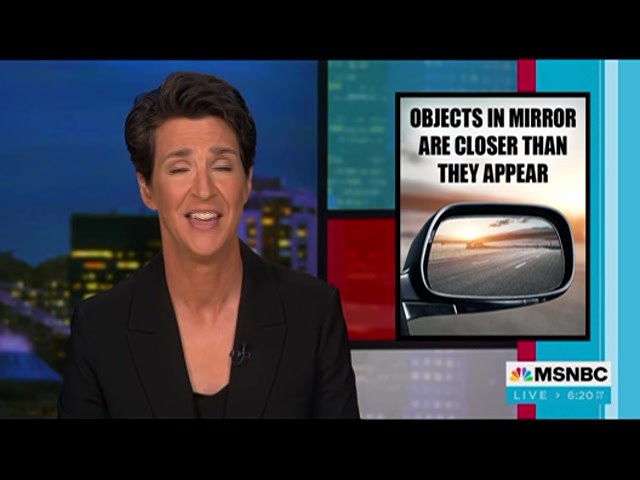 OBJECTS IN MIRROR
ARE CLOSER THAN
THEY APPEAR
MSNBC
LIVE > 6:20